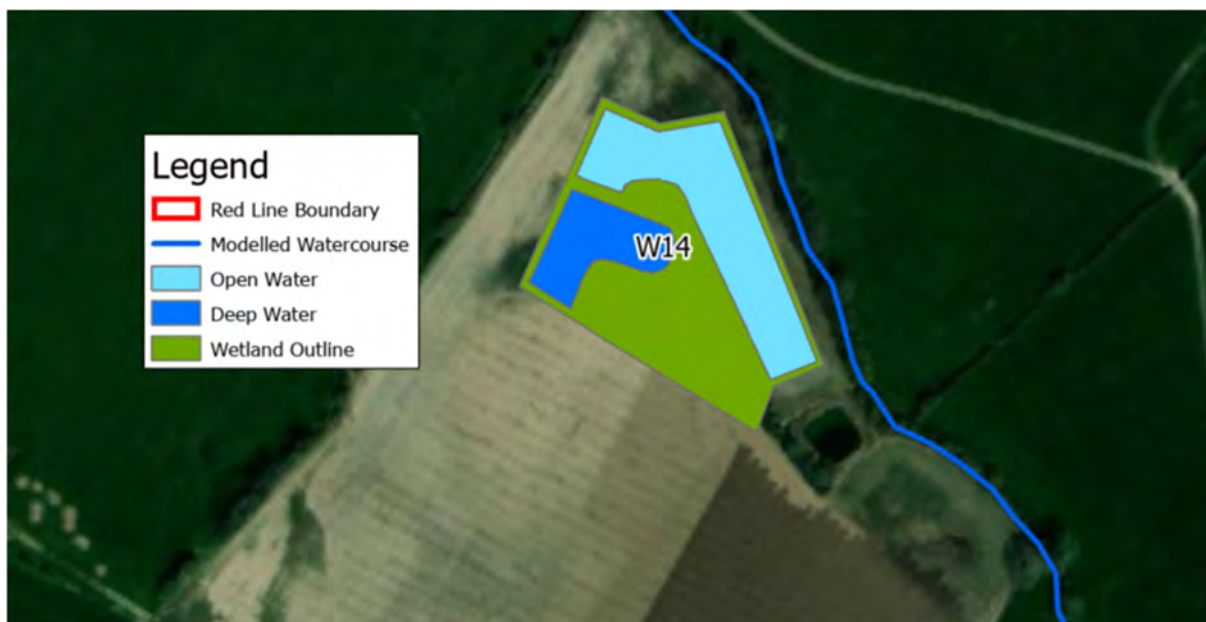 Legend
Red Line Boundary
Modelled Watercourse
Open Water
Deep Water
Wetland Outline
W14